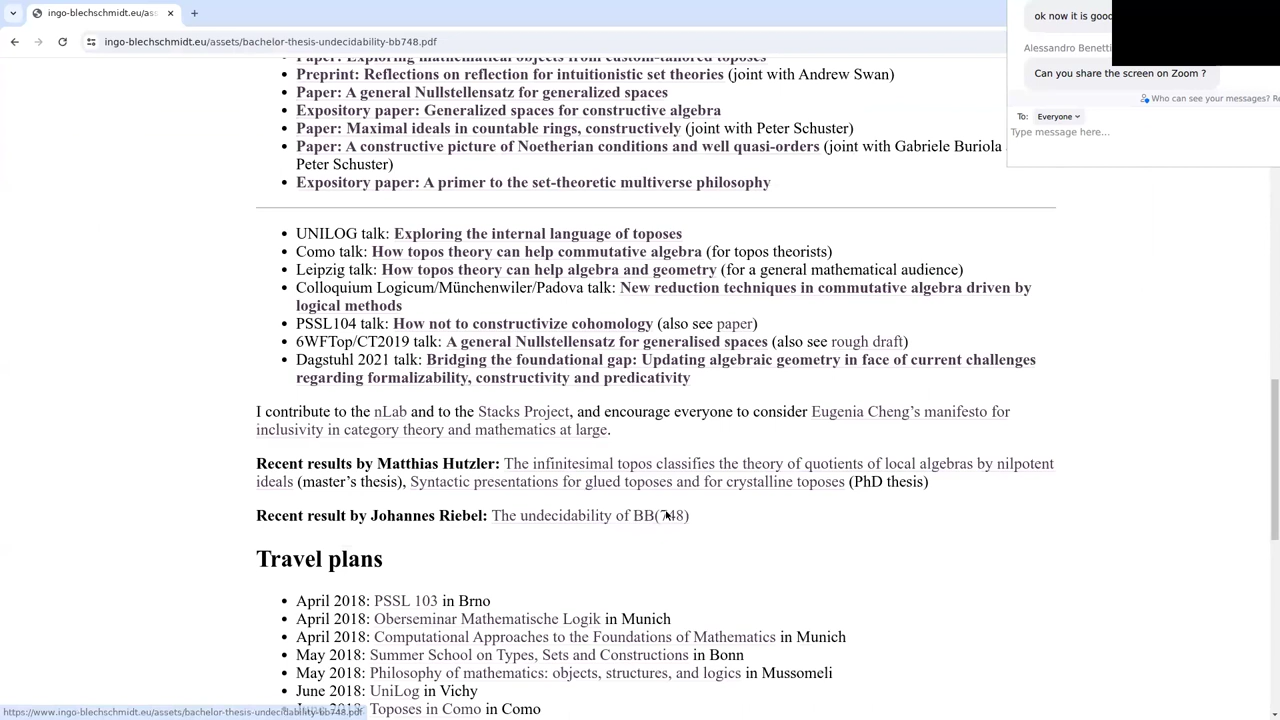 ingo-blechschmidt.eu/ass
ingo-blechschmidt.eu/assets/bachelor-thesis-undecidability-bb748.pdf
ok now it is good
Alessandro Benetti
Can you share the screen on Zoom ?
Who can see your messages? Re
To: Everyone
Type message here...
Paper: Exploring mathematical objects from custom-tailored toposes
Preprint: Reflections on reflection for intuitionistic set theories (joint with Andrew Swan)
Paper: A general Nullstellensatz for generalized spaces
Expository paper: Generalized spaces for constructive algebra
Paper: Maximal ideals in countable rings, constructively (joint with Peter Schuster)
Paper: A constructive picture of Noetherian conditions and well quasi-orders (joint with Gabriele Buriola
Peter Schuster)
Expository paper: A primer to the set-theoretic multiverse philosophy
UNILOG talk: Exploring the internal language of toposes
Como talk: How topos theory can help commutative algebra (for topos theorists)
Leipzig talk: How topos theory can help algebra and geometry (for a general mathematical audience)
Colloquium Logicum/Münchenwiler/Padova talk: New reduction techniques in commutative algebra driven by
logical methods
PSSL104 talk: How not to constructivize cohomology (also see paper)
6WFTop/CT2019 talk: A general Nullstellensatz for generalised spaces (also see rough draft)
Dagstuhl 2021 talk: Bridging the foundational gap: Updating algebraic geometry in face of current challenges
regarding formalizability, constructivity and predicativity
I contribute to the nLab and to the Stacks Project, and encourage everyone to consider Eugenia Cheng's manifesto for
inclusivity in category theory and mathematics at large.
Recent results by Matthias Hutzler: The infinitesimal topos classifies the theory of quotients of local algebras by nilpotent
ideals (master's thesis), Syntactic presentations for glued toposes and for crystalline toposes (PhD thesis)
Recent result by Johannes Riebel: The undecidability of BB(748)
Travel plans
April 2018: PSSL 103 in Brno
April 2018: Oberseminar Mathematische Logik in Munich
April 2018: Computational Approaches to the Foundations of Mathematics in Munich
May 2018: Summer School on Types, Sets and Constructions in Bonn
May 2018: Philosophy of mathematics: objects, structures, and logics in Mussomeli
June 2018: UniLog in Vichy
2018: Toposes in Como in Como
https://www.ingo-blechschmidt.eu/assets/bachelor-thesis-undecidability-bb748.pdf